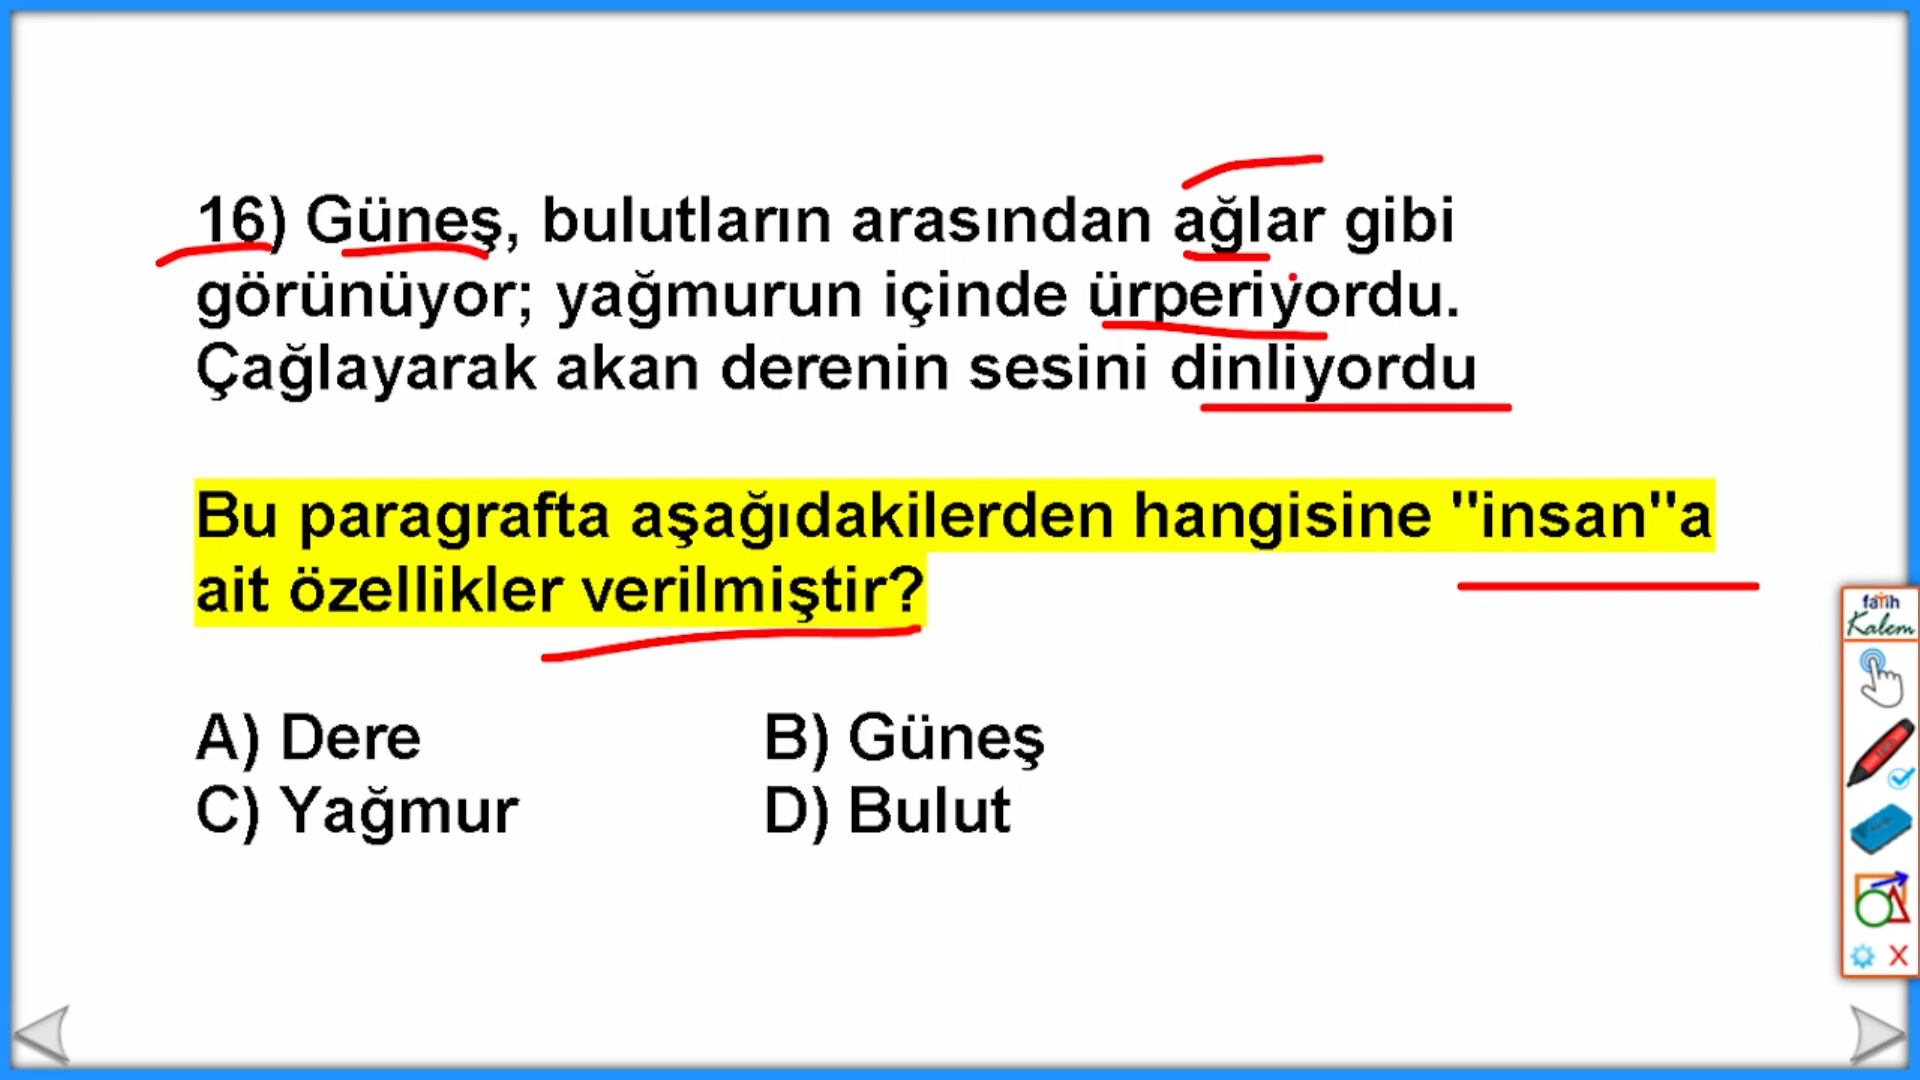 16) Güneş, bulutların arasından ağlar gibi
görünüyor; yağmurun içinde ürperiyordu.
Çağlayarak akan derenin sesini dinliyordu
Bu paragrafta aşağıdakilerden hangisine "insan"a
ait özellikler verilmiştir?
A) Dere B) Güneş
C) Yağmur D) Bulut
fatih
Kalem